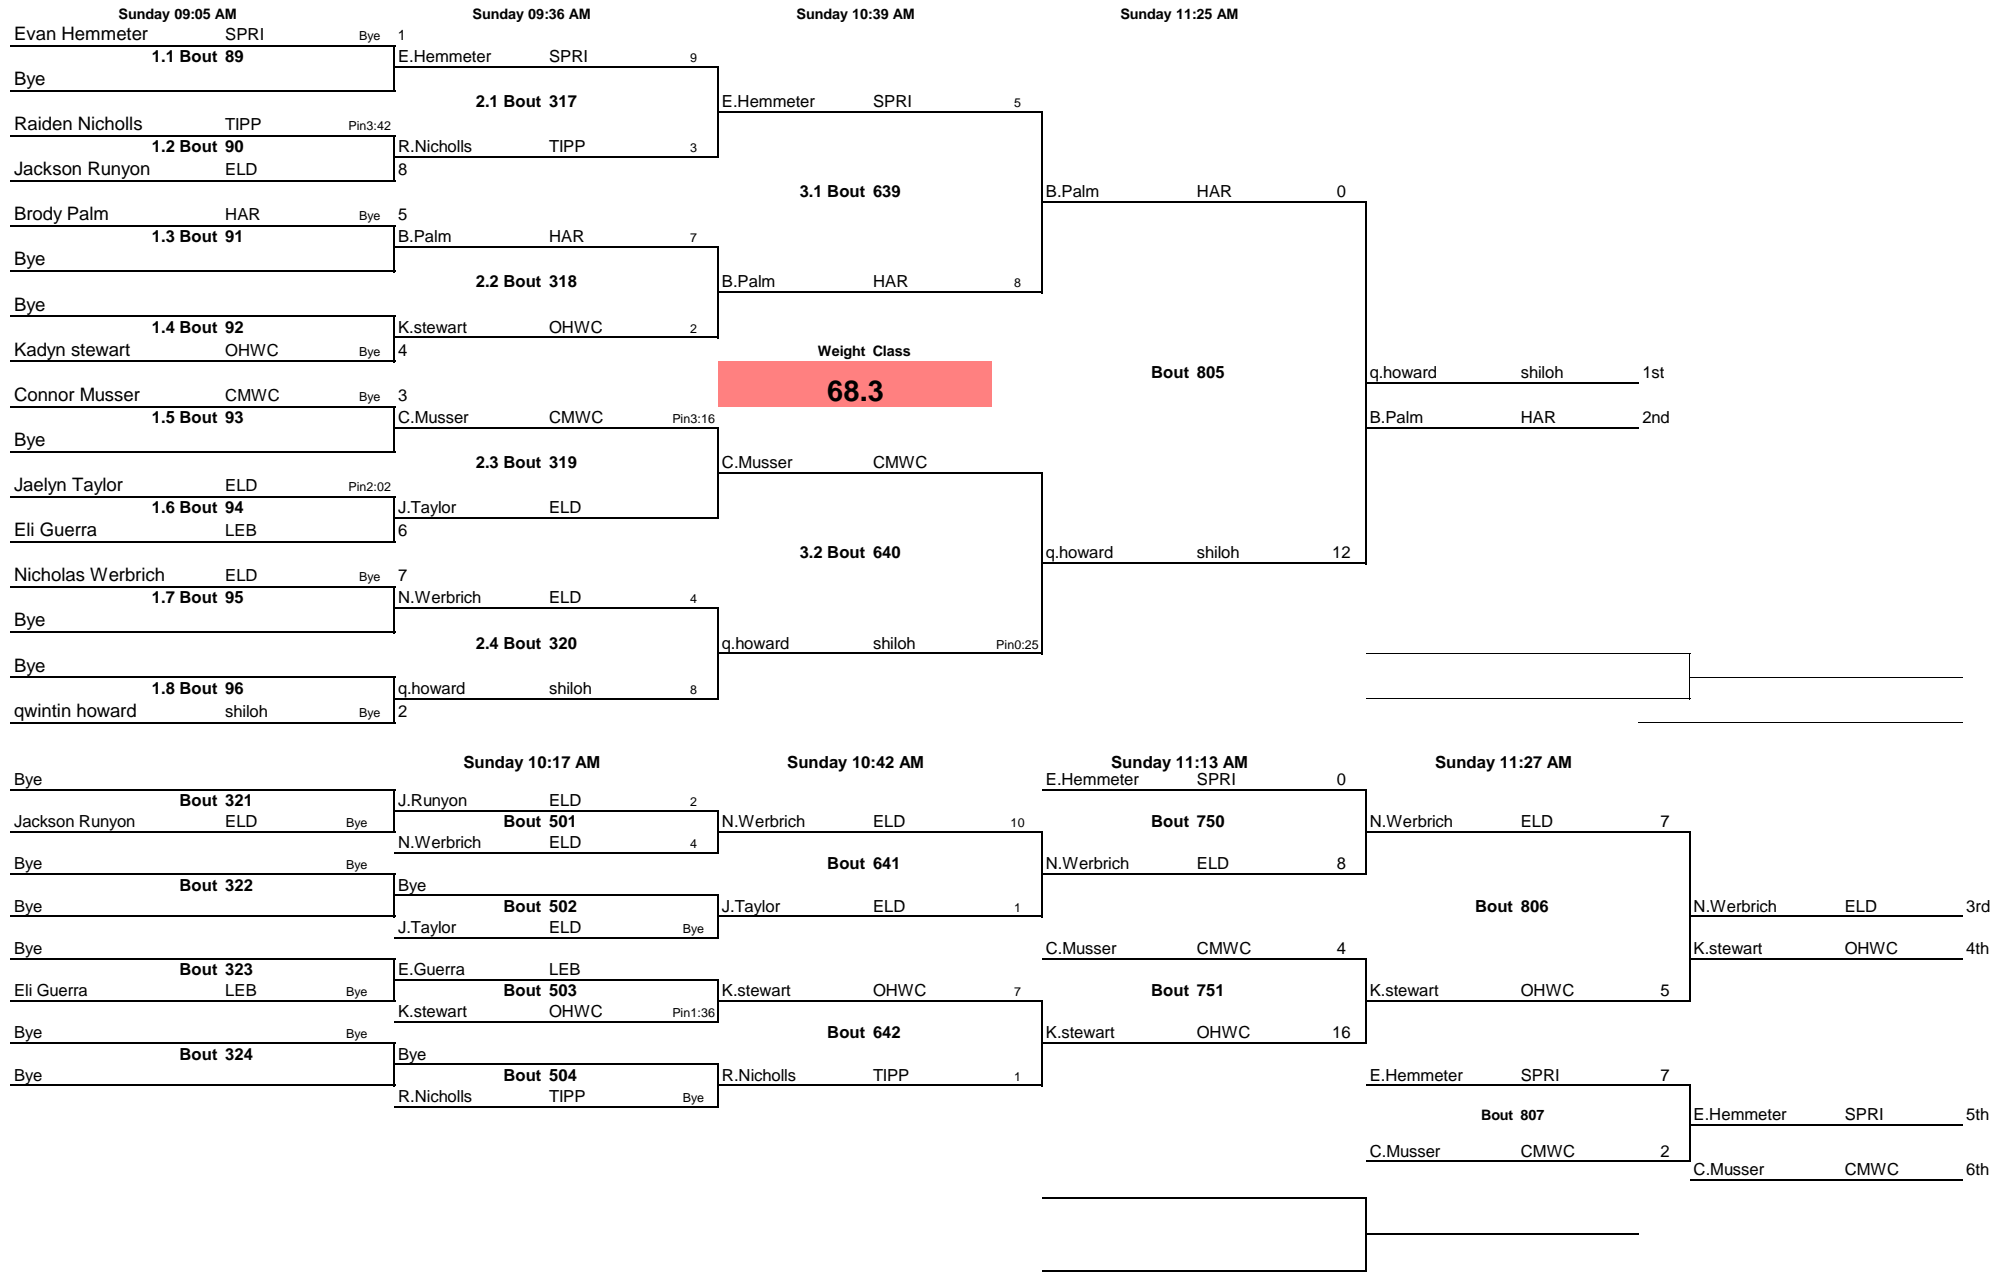 Sunday 09:05 AM Sunday 09:36 AM Sunday 10:39 AM Sunday 11:25 AM
Evan Hemmeter SPRI Bye 1
1.1 Bout 89 E.Hemmeter SPRI 9
Bye
2.1 Bout 317 E.Hemmeter SPRI 5
Raiden Nicholls TIPP Pin3:42
1.2 Bout 90 R.Nicholls TIPP 3
Jackson Runyon ELD 8
3.1 Bout 639 B.Palm HAR 0
Brody Palm HAR Bye 5
1.3 Bout 91 B.Palm HAR 7
Bye
2.2 Bout 318 B.Palm HAR 8
Bye
1.4 Bout 92 K.stewart OHWC 2
Kadyn stewart OHWC Bye 4 Weight Class
Bout 805 q.howard shiloh 1st
Connor Musser CMWC Bye 3 68.3
1.5 Bout 93 C.Musser CMWC Pin3:16 B.Palm HAR 2nd
Bye
2.3 Bout 319 C.Musser CMWC
Jaelyn Taylor ELD Pin2:02
1.6 Bout 94 J.Taylor ELD
Eli Guerra LEB 6
3.2 Bout 640 q.howard shiloh 12
Nicholas Werbrich ELD Bye 7
1.7 Bout 95 N.Werbrich ELD 4
Bye
2.4 Bout 320 q.howard shiloh Pin0:25
Bye
1.8 Bout 96 q.howard shiloh 8
qwintin howard shiloh Bye 2
Sunday 10:17 AM Sunday 10:42 AM Sunday 11:13 AM Sunday 11:27 AM
Bye E.Hemmeter SPRI 0
Bout 321 J.Runyon ELD 2
Jackson Runyon ELD Bye Bout 501 N.Werbrich ELD 10 Bout 750 N.Werbrich ELD 7
N.Werbrich ELD 4
Bye Bye Bout 641 N.Werbrich ELD 8
Bout 322 Bye
Bye Bout 502 J.Taylor ELD 1 Bout 806 N.Werbrich ELD 3rd
J.Taylor ELD Bye
Bye C.Musser CMWC 4 K.stewart OHWC 4th
Bout 323 E.Guerra LEB
Eli Guerra LEB Bye Bout 503 K.stewart OHWC 7 Bout 751 K.stewart OHWC 5
K.stewart OHWC Pin1:36
Bye Bye Bout 642 K.stewart OHWC 16
Bout 324 Bye
Bye Bout 504 R.Nicholls TIPP 1 E.Hemmeter SPRI 7
R.Nicholls TIPP Bye
Bout 807 E.Hemmeter SPRI 5th
C.Musser CMWC 2
C.Musser CMWC 6th